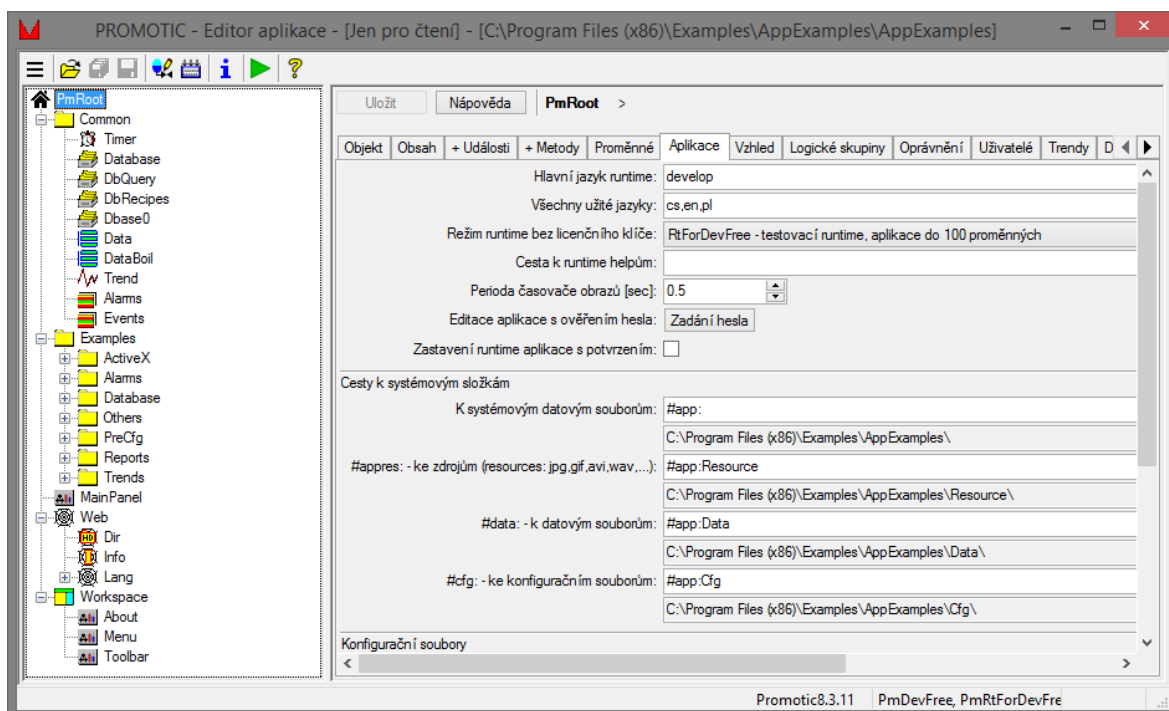 PROMOTIC - Editor aplikace - [Jen pro čtení] - [C:\Program Files (x86)\Examples\AppExamples\AppExamples]
PmRoot
Common
Timer
Database
DbQuery
DbRecipes
Dbase0
Data
DataBoil
Trend
Alarms
Events
Examples
ActiveX
Alarms
Database
Others
PreCfg
Reports
Trends
MainPanel
Web
Dir
Info
Lang
Workspace
About
Menu
Toolbar
Uložit Nápověda PmRoot >
Objekt Obsah + Události + Metody Proměnné Aplikace Vzhled Logické skupiny Oprávnění Uživatelé Trendy D
Hlavní jazyk runtime: develop
Všechny užité jazyky: cs,en,pl
Režim runtime bez licenčního klíče: RtForDevFree - testovací runtime, aplikace do 100 proměnných
Cesta k runtime helpům:
Perioda časovače obrazů [sec]: 0.5
Editace aplikace s ověřením hesla: Zadání hesla
Zastavení runtime aplikace s potvrzením:
Cesty k systémovým složkám
K systémovým datovým souborům: #app:
C:\Program Files (x86)\Examples\AppExamples\
#appres: - ke zdrojům (resources: jpg,gif,avi,wav,...): #app:Resource
C:\Program Files (x86)\Examples\AppExamples\Resource\
#data: - k datovým souborům: #app:Data
C:\Program Files (x86)\Examples\AppExamples\Data\
#cfg: - ke konfiguračním souborům: #app:Cfg
C:\Program Files (x86)\Examples\AppExamples\Cfg\
Konfigurační soubory
Promotic8.3.11 PmDevFree, PmRtForDevFre